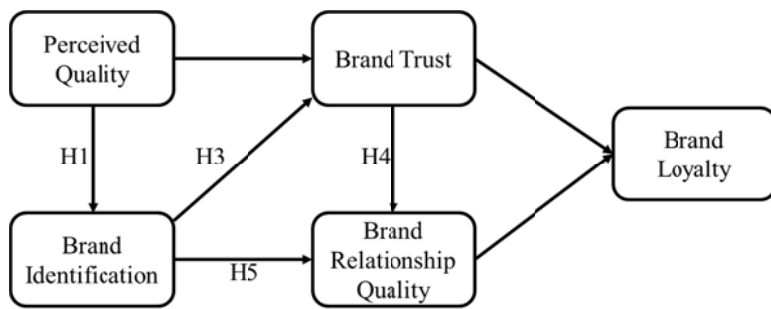 Perceived
Quality
Brand Trust
H1
H3
H4
Brand
Loyalty
Brand
Identification
H5
Brand
Relationship
Quality